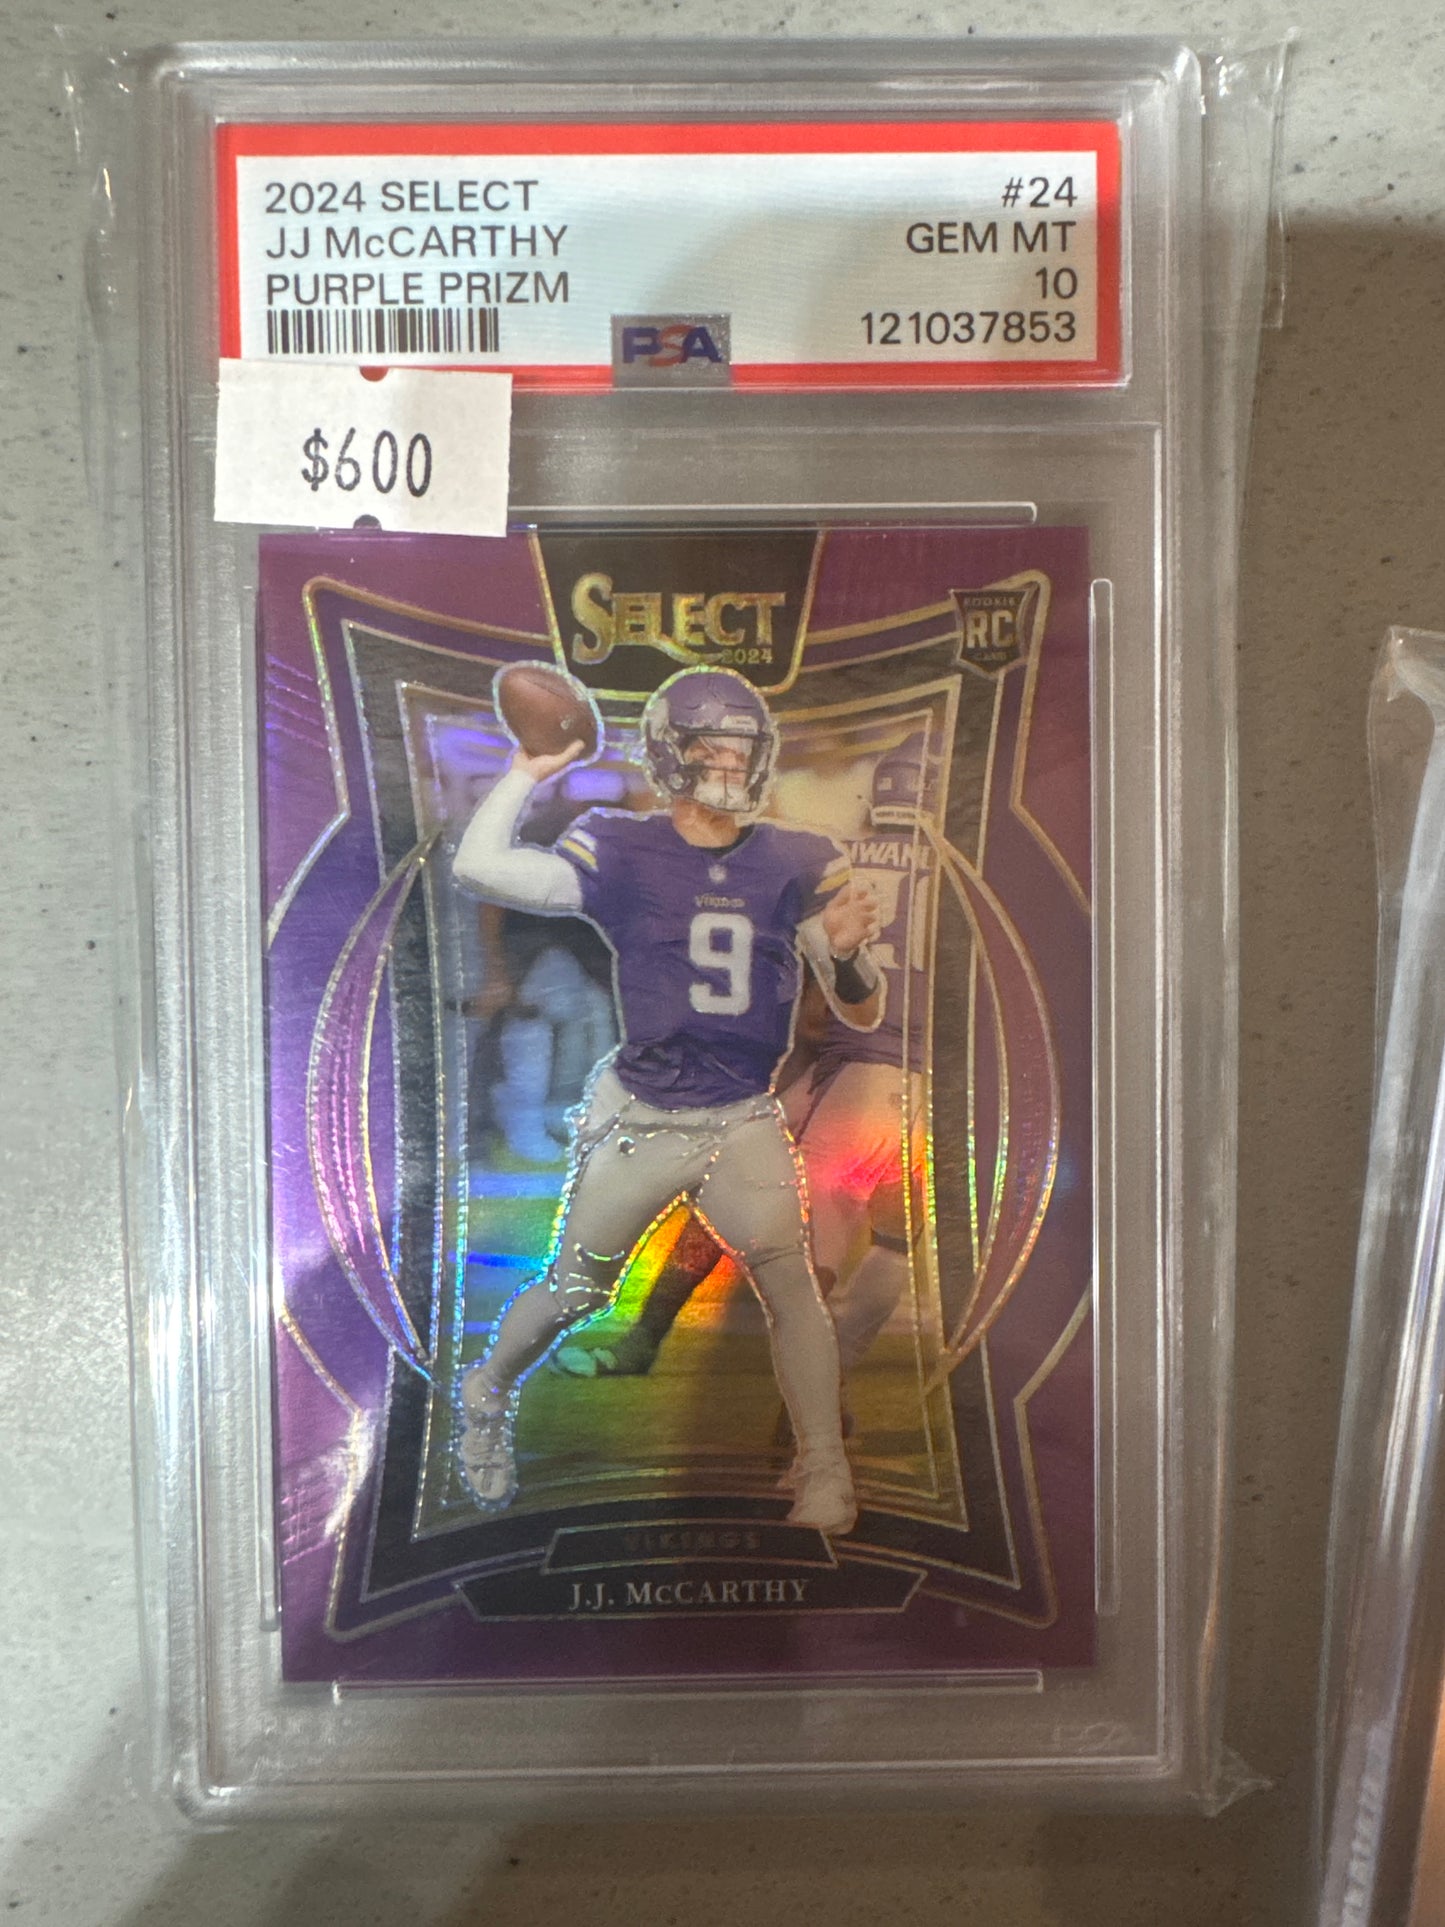 2024 SELECT #24
JJ McCARTHY GEM MT
PURPLE PRIZM 10
121037853
PSA
$600
SELECT
2024
ROOKIE
RC
CARD
VIKINGS
9
VIKINGS
J.J. McCARTHY